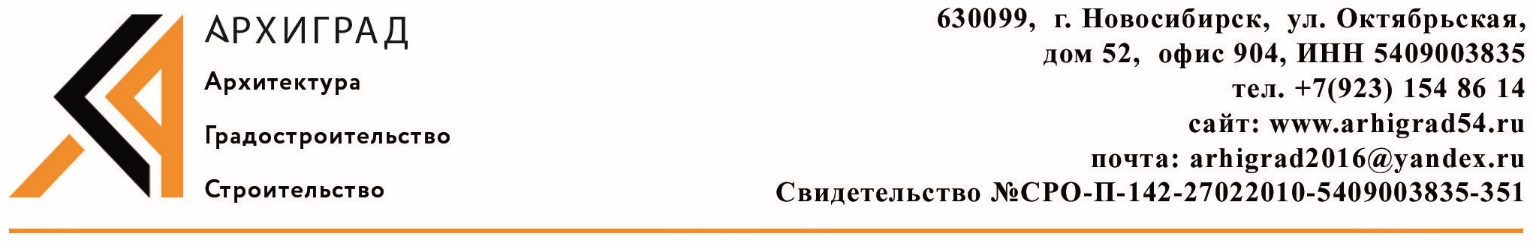 АРХИГРАД
Архитектура
Градостроительство
Строительство
630099, г. Новосибирск, ул. Октябрьская,
дом 52, офис 904, ИНН 5409003835
тел. +7(923) 154 86 14
сайт: www.arhigrad54.ru
почта: arhigrad2016@yandex.ru
Свидетельство №СРО-П-142-27022010-5409003835-351